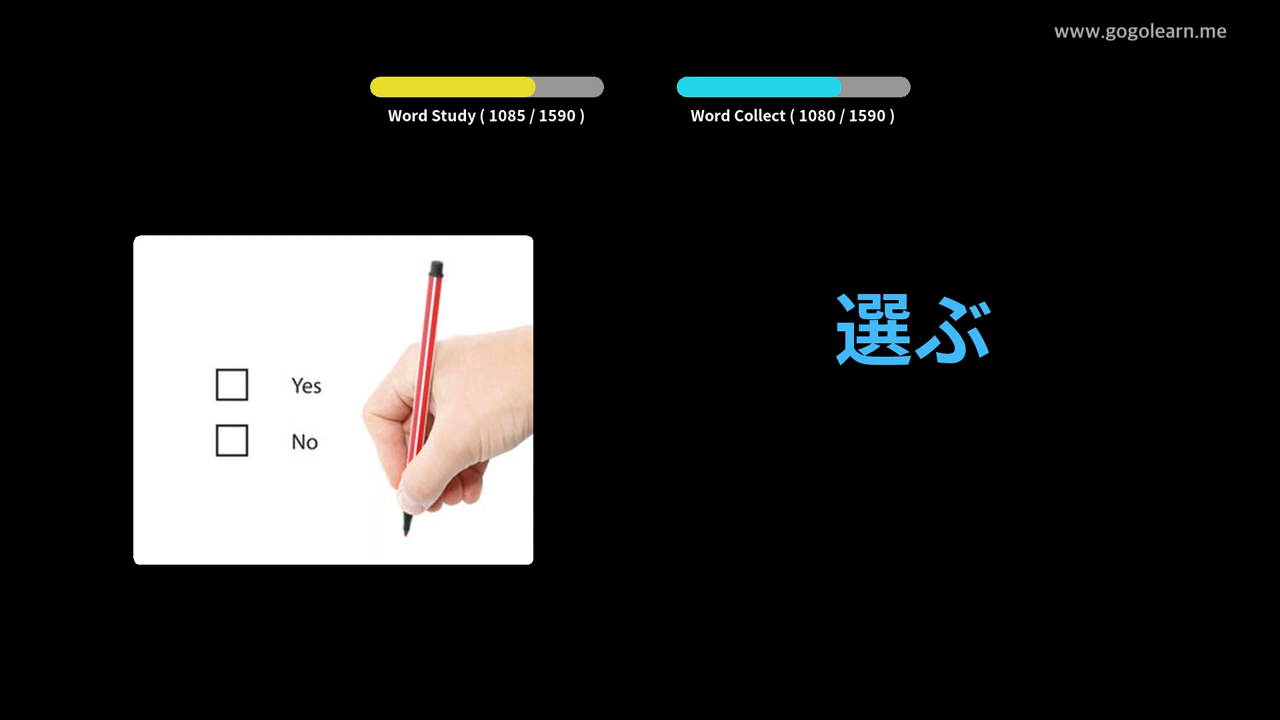 www.gogolearn.me
Word Study ( 1085 / 1590 )
Word Collect ( 1080 / 1590 )
Yes
No
選ぶ